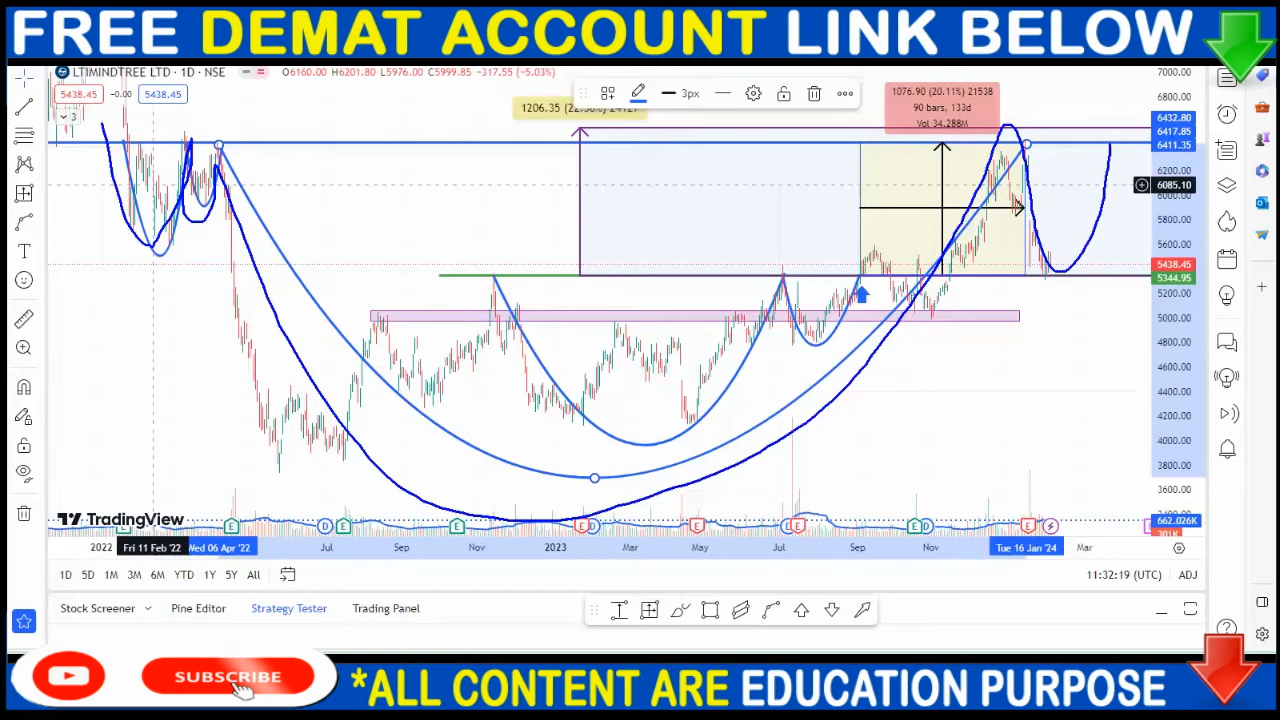 FREE DEMAT ACCOUNT LINK BELOW
LTIMINDTREE LTD · 1D · NSE
O6160.00 H6201.80 L5976.00 C5999.85 -317.55 (-5.03%)
5438.45 -0.00 5438.45
3
3px
1076.90 (20.11%) 21538
90 bars, 133d
Vol 34.288M
7000.00
6800.00
6432.80
6417.85
6411.35
6200.00
6085.10
6000.00
5800.00
5600.00
5438.45
5344.95
5200.00
5000.00
4800.00
4600.00
4400.00
4200.00
4000.00
3800.00
3600.00
662.026K
TradingView
E E D E E E D E D E E D E
2022 Fri 11 Feb '22 Wed 06 Apr '22 Jul Sep Nov 2023 Mar May Jul Sep Nov Tue 16 Jan '24 Mar
1D 5D 1M 3M 6M YTD 1Y 5Y All
11:32:19 (UTC) ADJ
Stock Screener Pine Editor Strategy Tester Trading Panel
SUBSCRIBE
*ALL CONTENT ARE EDUCATION PURPOSE